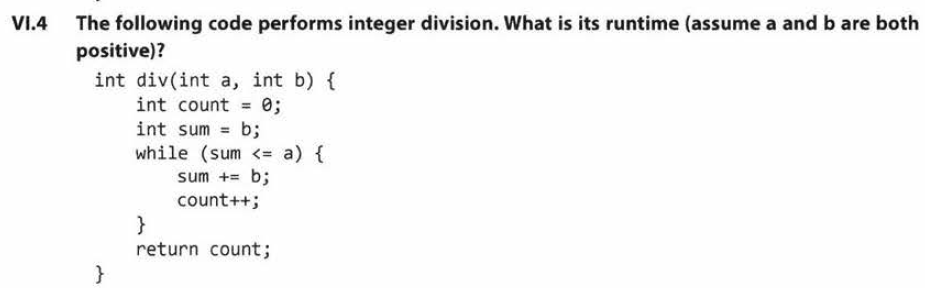 VI.4 The following code performs integer division. What is its runtime (assume a and b are both
positive)?
int div(int a, int b) {
    int count = 0;
    int sum = b;
    while (sum <= a) {
        sum += b;
        count++;
    }
    return count;
}